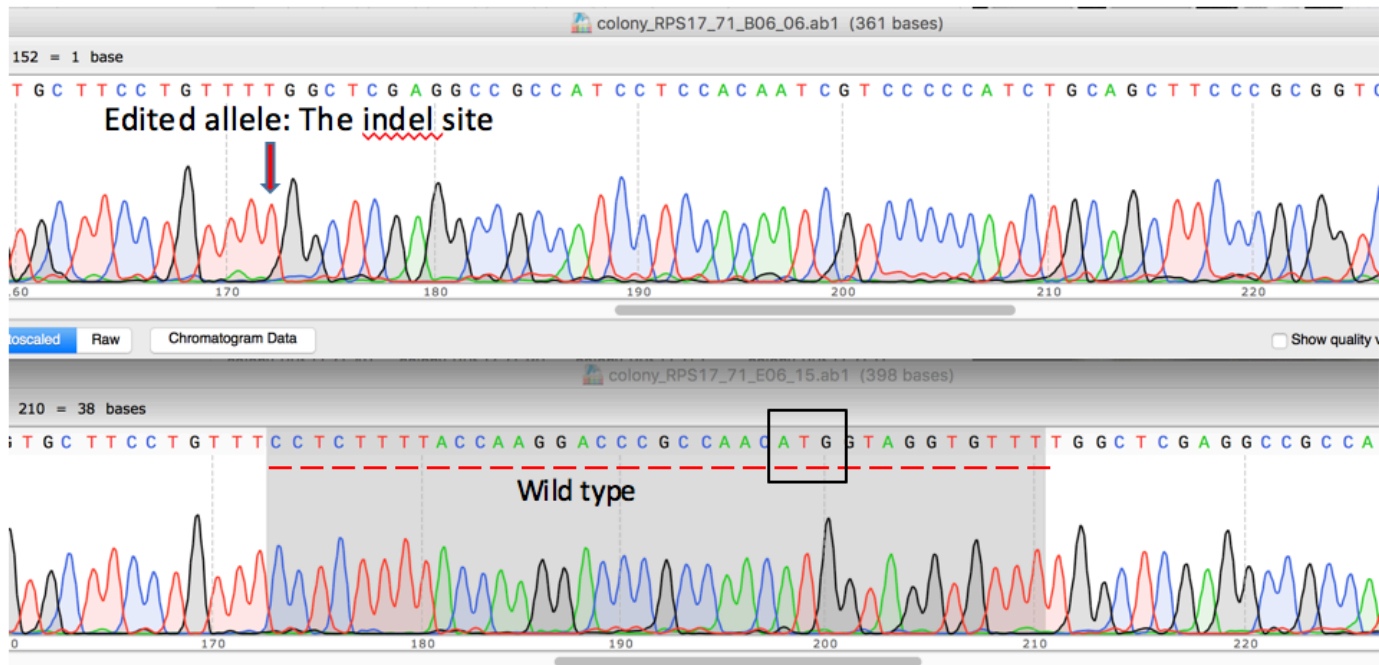 colony_RPS17_71_B06_06.ab1 (361 bases)
152 = 1 base
T G C T T C C T G T T T T G G C T C G A G G C C G C C A T C C T C C A C A A T C G T C C C C C A T C T G C A G C T T C C C G C G G T C
Edited allele: The indel site
170 180 190 200 210 220
Raw Chromatogram Data Show quality
colony_RPS17_71_E06_15.ab1 (398 bases)
210 = 38 bases
G T G C T T C C T G T T T C C T C T T T T A C C A A G G A C C C G C C A A C A T G G T A G G T G T T T T G G C T C G A G G C C G C C A
Wild type
170 180 190 200 210 220